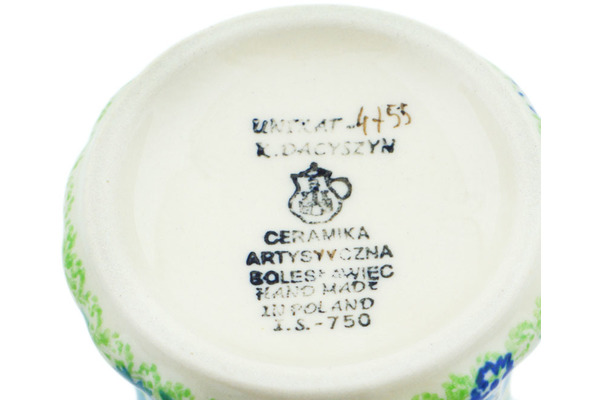 UNIKAT -4755
K. DACYSZYN
CERAMIKA
ARTYSTYCZNA
BOLESŁAWIEC
HAND MADE
IN POLAND
I.S.-750